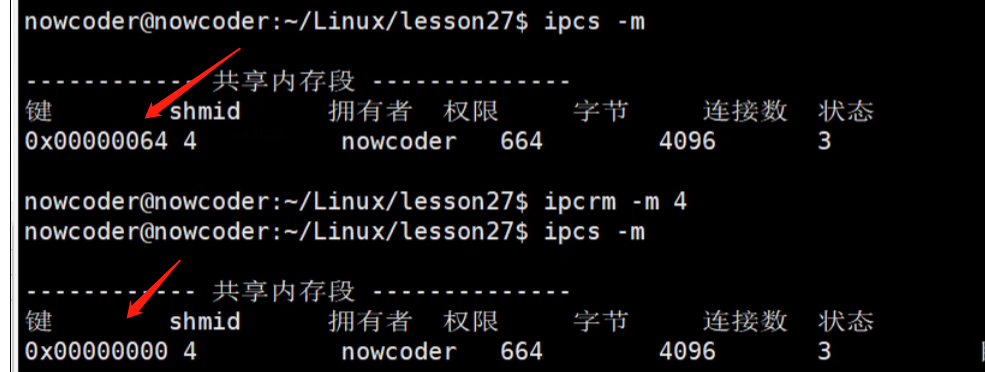 nowcoder@nowcoder:~/Linux/lesson27$ ipcs -m
------------ 共享内存段 --------------
键 shmid 拥有者 权限 字节 连接数 状态
0x00000064 4 nowcoder 664 4096 3
nowcoder@nowcoder:~/Linux/lesson27$ ipcrm -m 4
nowcoder@nowcoder:~/Linux/lesson27$ ipcs -m
------------ 共享内存段 --------------
键 shmid 拥有者 权限 字节 连接数 状态
0x00000000 4 nowcoder 664 4096 3